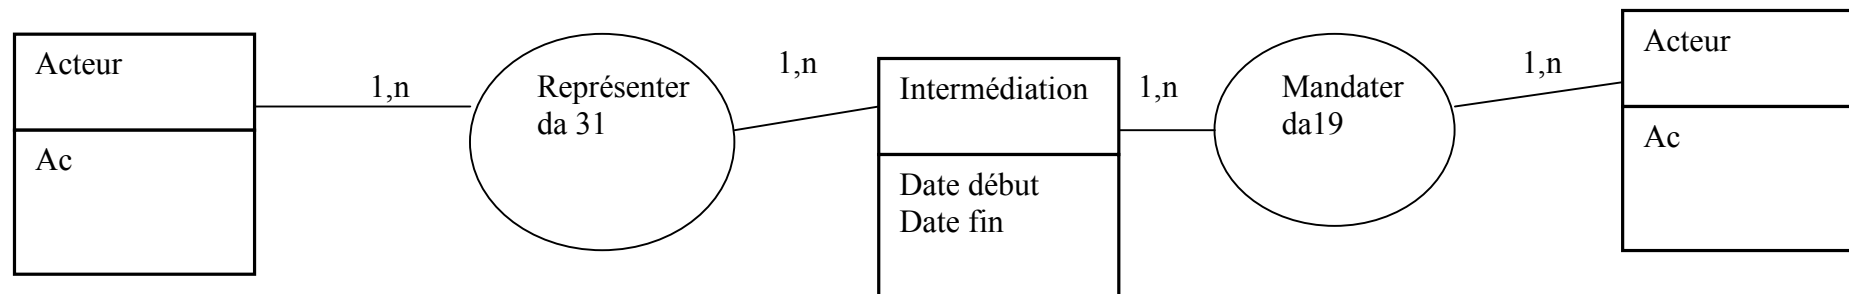 Acteur
Ac
1,n
Représenter
da 31
1,n
Intermédiation
Date début
Date fin
1,n
Mandater
da19
1,n
Acteur
Ac